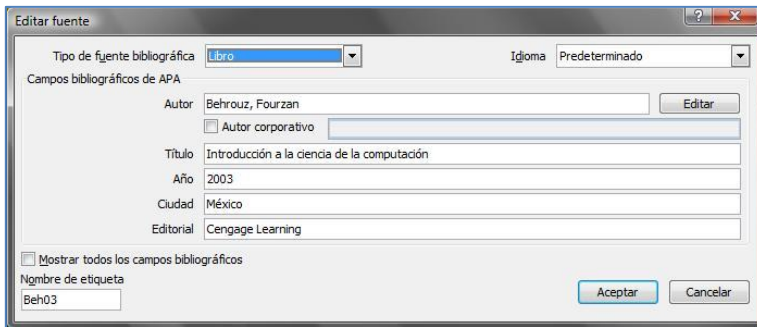 Editar fuente
Tipo de fuente bibliográfica Libro Idioma Predeterminado
Campos bibliográficos de APA
Autor Behrouz, Fourzan Editar
Autor corporativo
Título Introducción a la ciencia de la computación
Año 2003
Ciudad México
Editorial Cengage Learning
Mostrar todos los campos bibliográficos
Nombre de etiqueta
Beh03 Aceptar Cancelar